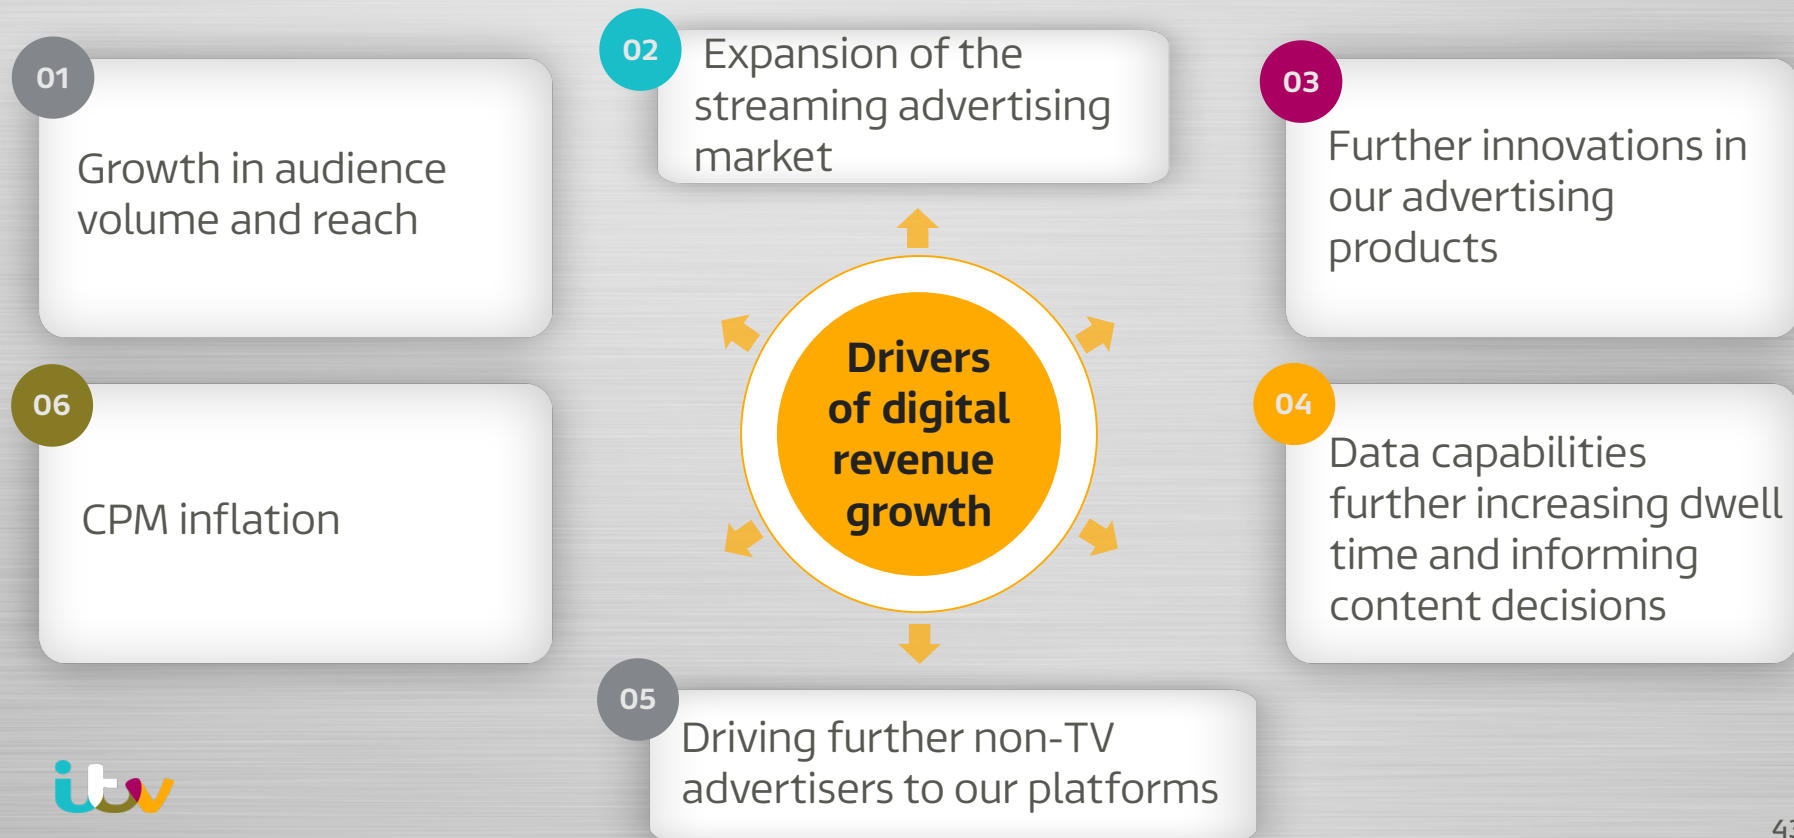 01
Growth in audience
volume and reach
02
Expansion of the
streaming advertising
market
03
Further innovations in
our advertising
products
04
Data capabilities
further increasing dwell
time and informing
content decisions
05
Driving further non-TV
advertisers to our platforms
06
CPM inflation
Drivers
of digital
revenue
growth
itv
43